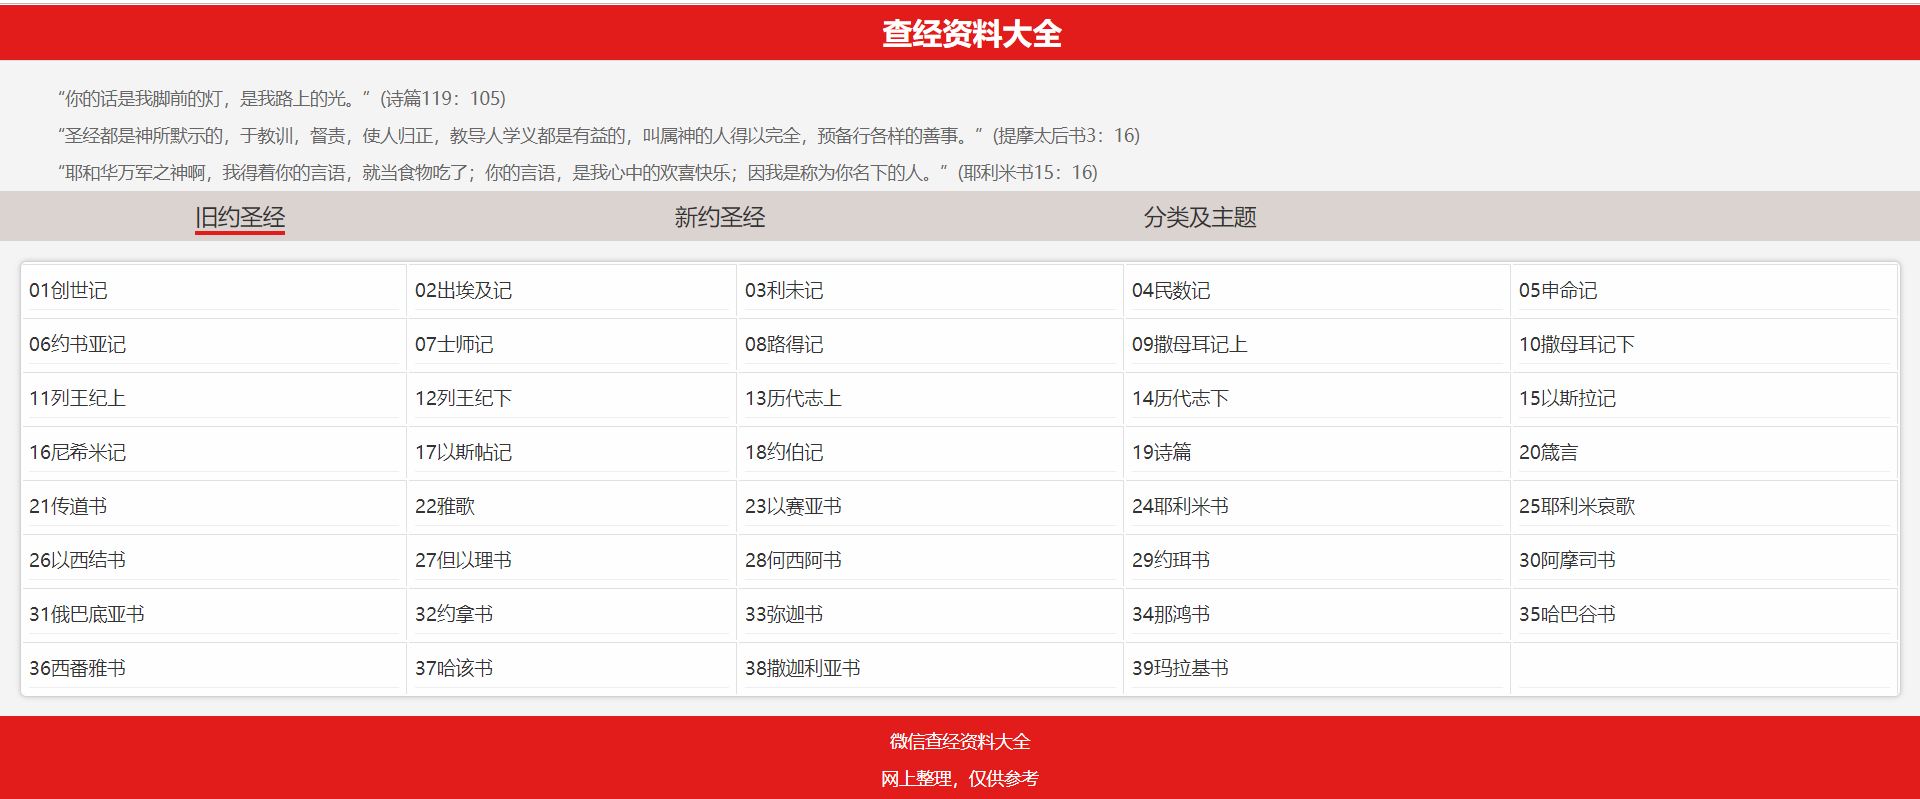 查经资料大全
“你的话是我脚前的灯，是我路上的光。”(诗篇119：105)
“圣经都是神所默示的，于教训，督责，使人归正，教导人学义都是有益的，叫属神的人得以完全，预备行各样的善事。”(提摩太后书3：16)
“耶和华万军之神啊，我得着你的言语，就当食物吃了；你的言语，是我心中的欢喜快乐；因我是称为你名下的人。”(耶利米书15：16)
旧约圣经 新约圣经 分类及主题
01创世记 02出埃及记 03利未记 04民数记 05申命记
06约书亚记 07士师记 08路得记 09撒母耳记上 10撒母耳记下
11列王纪上 12列王纪下 13历代志上 14历代志下 15以斯拉记
16尼希米记 17以斯帖记 18约伯记 19诗篇 20箴言
21传道书 22雅歌 23以赛亚书 24耶利米书 25耶利米哀歌
26以西结书 27但以理书 28何西阿书 29约珥书 30阿摩司书
31俄巴底亚书 32约拿书 33弥迦书 34那鸿书 35哈巴谷书
36西番雅书 37哈该书 38撒迦利亚书 39玛拉基书
微信查经资料大全
网上整理，仅供参考